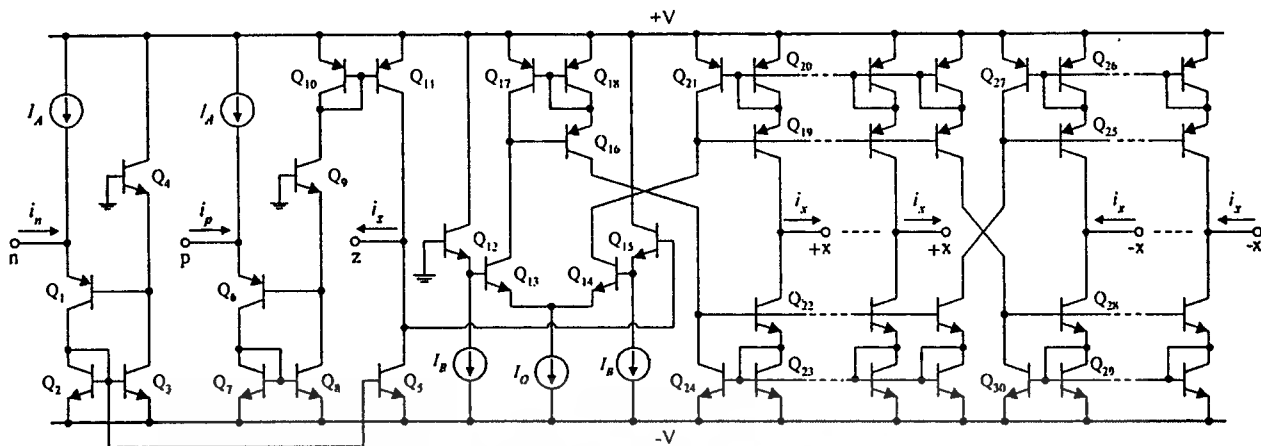 +V
Q10 Q11 Q17 Q18 Q21 Q20 Q27 Q26
IA IA
Q4 Q9 Q16 Q19 Q25
in ip iz ix ix ix ix
n p z Q12 Q15 +x +x -x -x
Q13 Q14
Q1 Q6 Q22 Q28
IB IO IB
Q2 Q3 Q7 Q8 Q5 Q24 Q23 Q30 Q29
-V